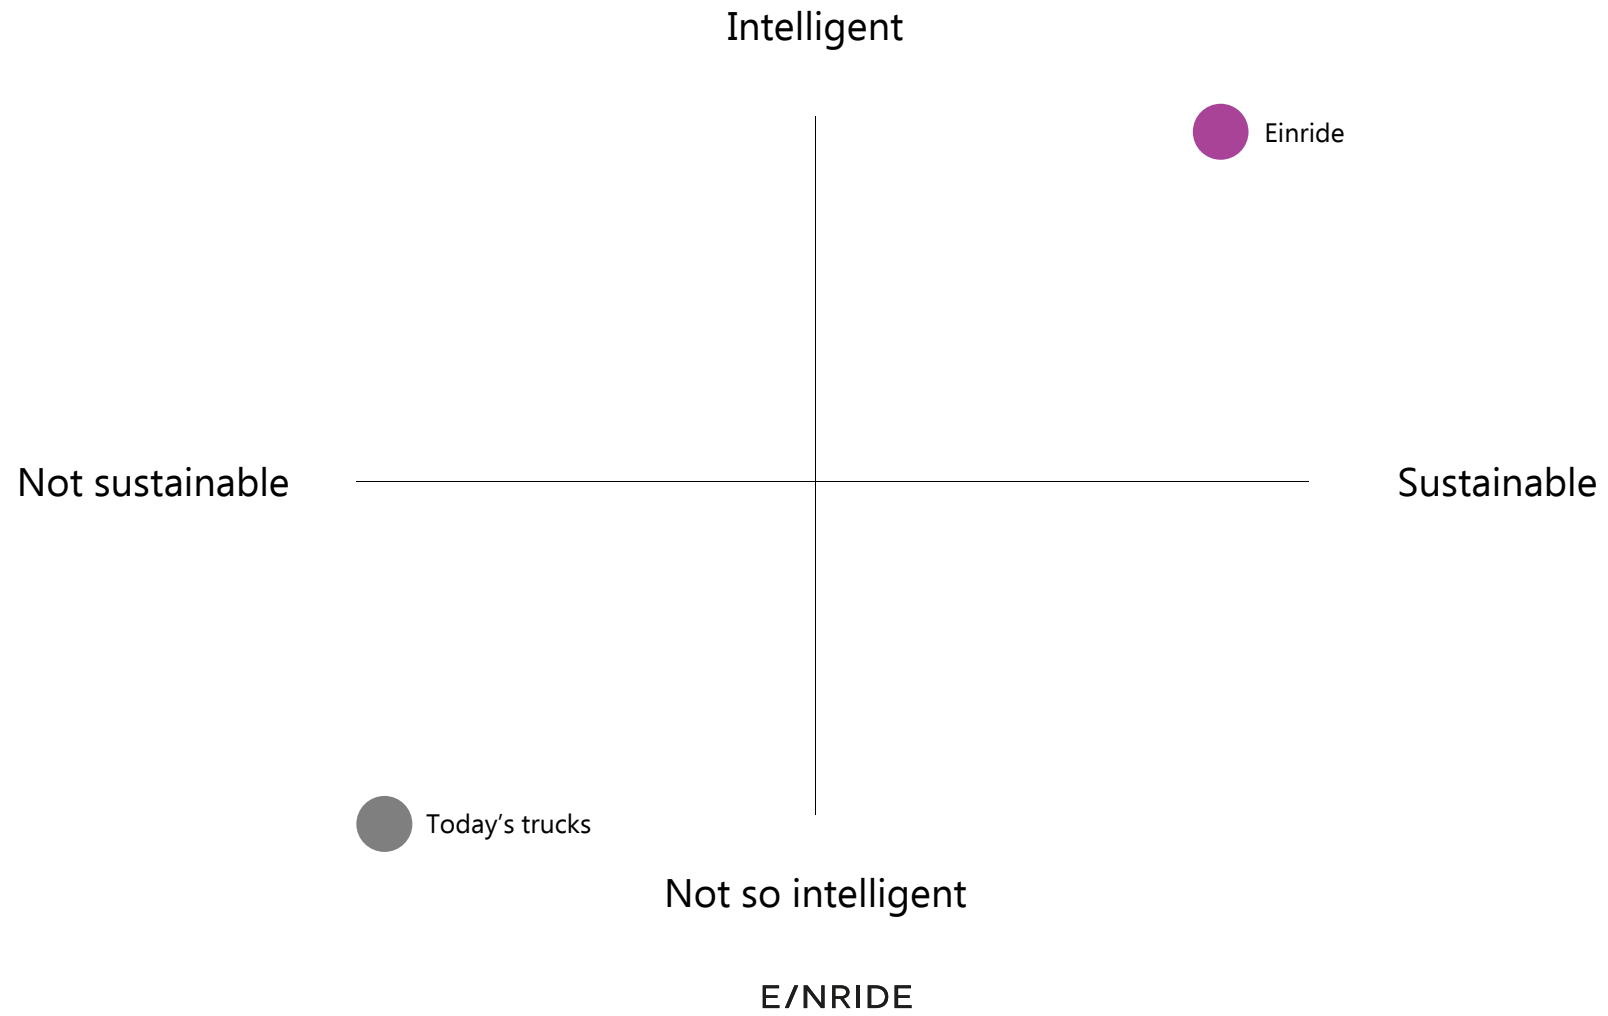 Intelligent
Einride
Not sustainable
Sustainable
Today’s trucks
Not so intelligent
E/NRIDE